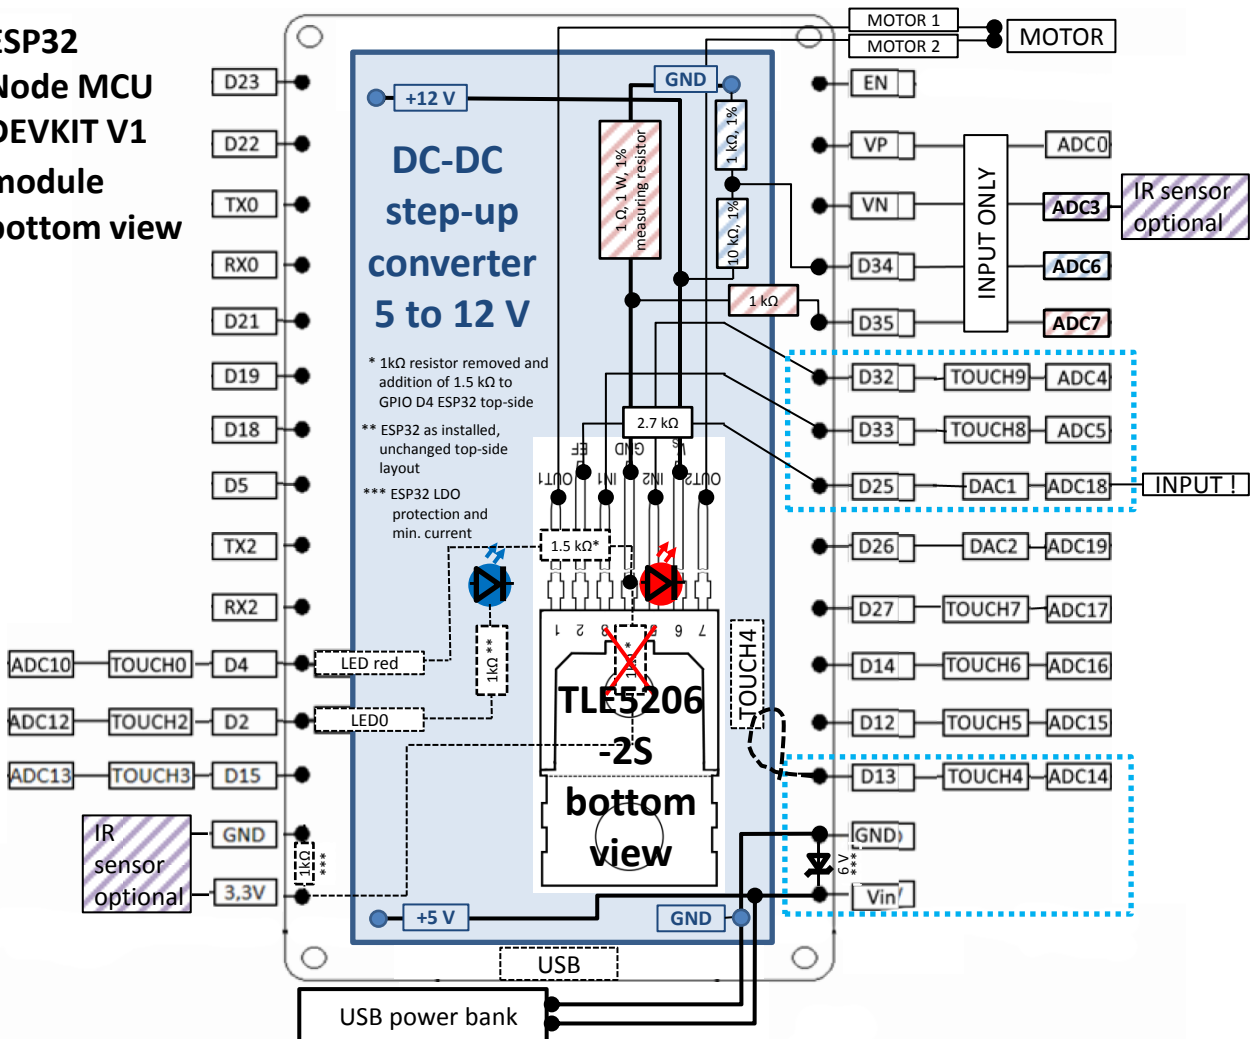 ESP32
Node MCU
DEVKIT V1
module
bottom view
MOTOR 1
MOTOR 2
MOTOR
D23
D22
TX0
RX0
D21
D19
D18
D5
TX2
RX2
ADC10 TOUCH0 D4 LED red
ADC12 TOUCH2 D2 LED0
ADC13 TOUCH3 D15
GND
3,3V
IR
sensor
optional
1kΩ
***
+12 V
GND
DC-DC
step-up
converter
5 to 12 V
* 1kΩ resistor removed and
addition of 1.5 kΩ to
GPIO D4 ESP32 top-side
** ESP32 as installed,
unchanged top-side
layout
*** ESP32 LDO
protection and
min. current
1 Ω, 1 W, 1%
measuring resistor
1 kΩ, 1%
10 kΩ, 1%
1 kΩ
2.7 kΩ
EF GND VS
OUT1 IN1 IN2 OUT2
1.5 kΩ*
1kΩ **
1 2 3 5 6 7
TLE5206
-2S
bottom
view
TOUCH4
+5 V
GND
USB
USB power bank
EN
VP ADC0
VN ADC3
D34 ADC6
D35 ADC7
INPUT ONLY
IR sensor
optional
D32 TOUCH9 ADC4
D33 TOUCH8 ADC5
D25 DAC1 ADC18 INPUT !
D26 DAC2 ADC19
D27 TOUCH7 ADC17
D14 TOUCH6 ADC16
D12 TOUCH5 ADC15
D13 TOUCH4 ADC14
GND
6 V
***
Vin